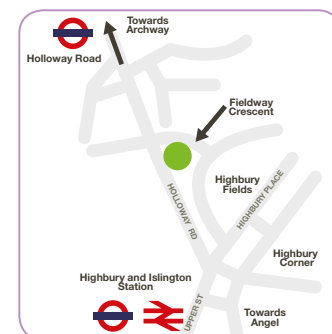 Towards
Archway
Holloway Road
Fieldway
Crescent
Highbury
Fields
HOLLOWAY RD
HIGHBURY PLACE
Highbury
Corner
Highbury and Islington
Station
UPPER ST
Towards
Angel